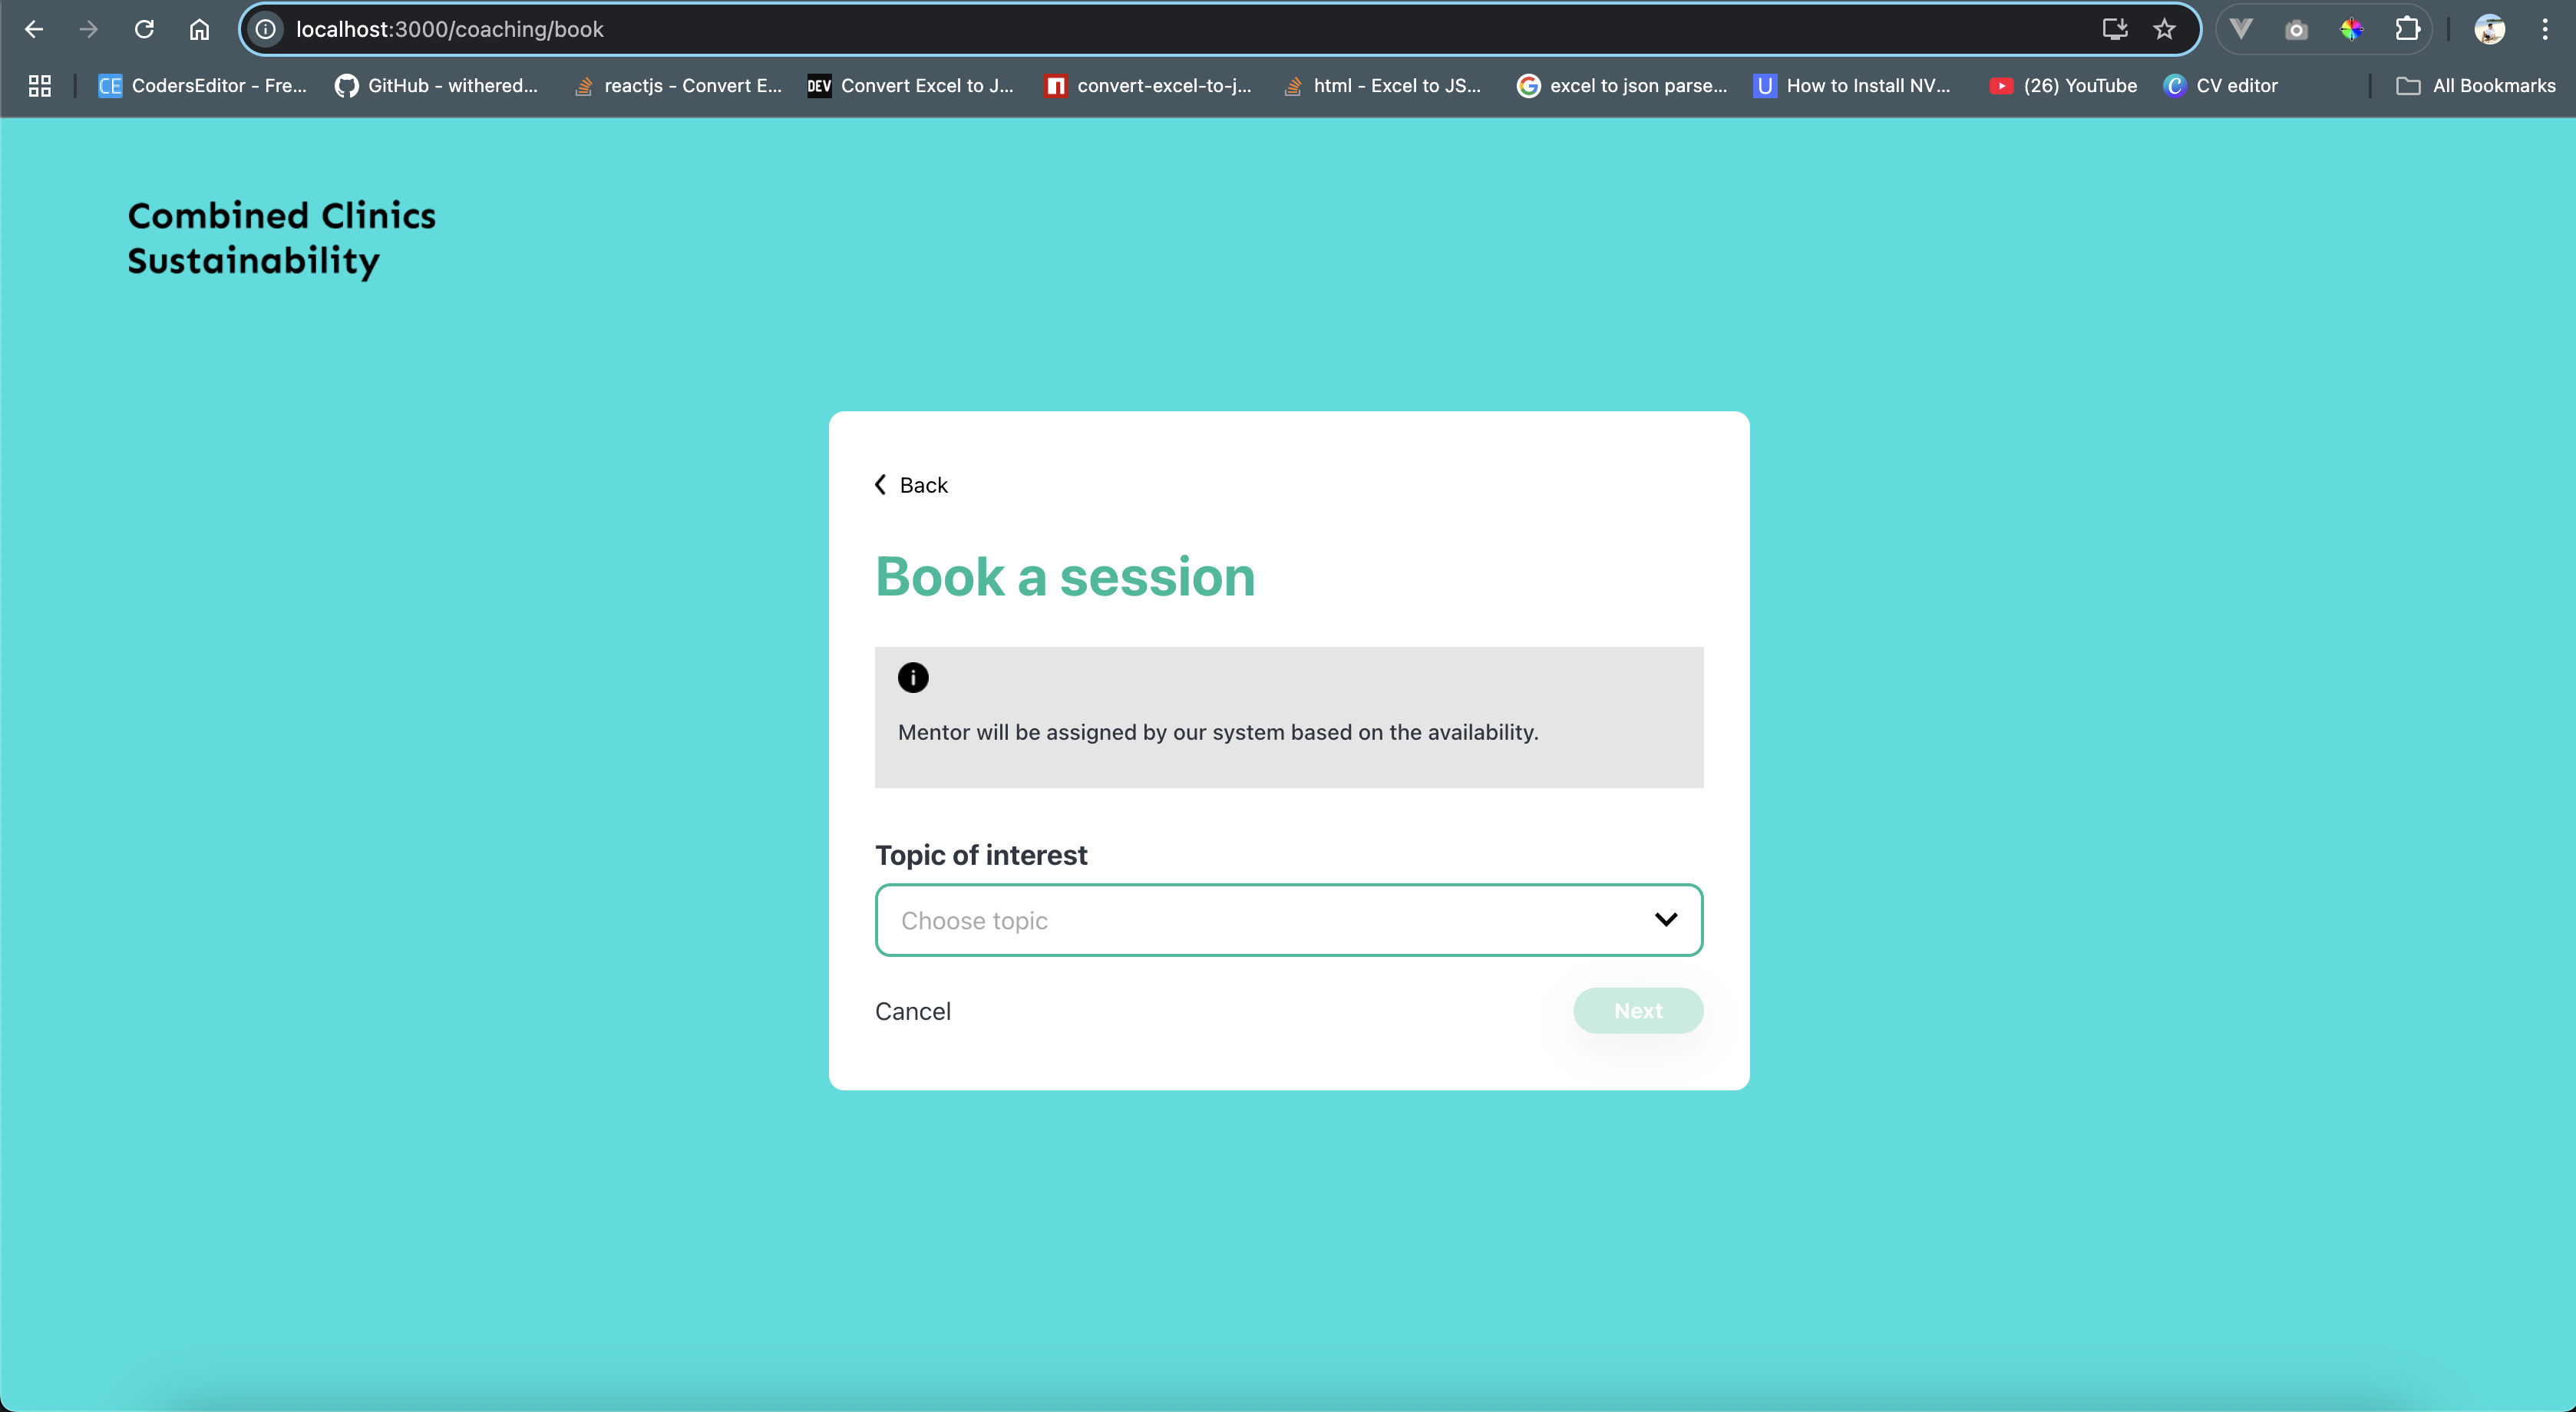 localhost:3000/coaching/book
CE CodersEditor - Fre... GitHub - withered... reactjs - Convert E... DEV Convert Excel to J... convert-excel-to-j... html - Excel to JS... G excel to json parse... U How to Install NV... (26) YouTube C CV editor All Bookmarks
Combined Clinics
Sustainability
Back
Book a session
i
Mentor will be assigned by our system based on the availability.
Topic of interest
Choose topic
Cancel Next